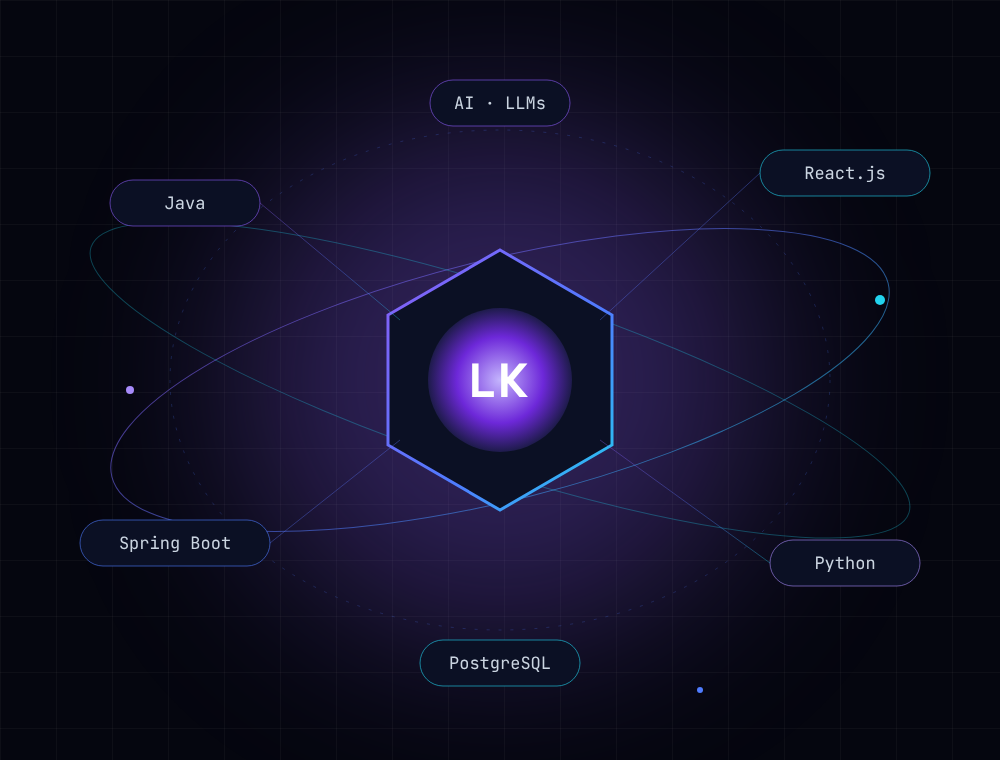 AI · LLMs
React.js
Java
LK
Spring Boot
Python
PostgreSQL